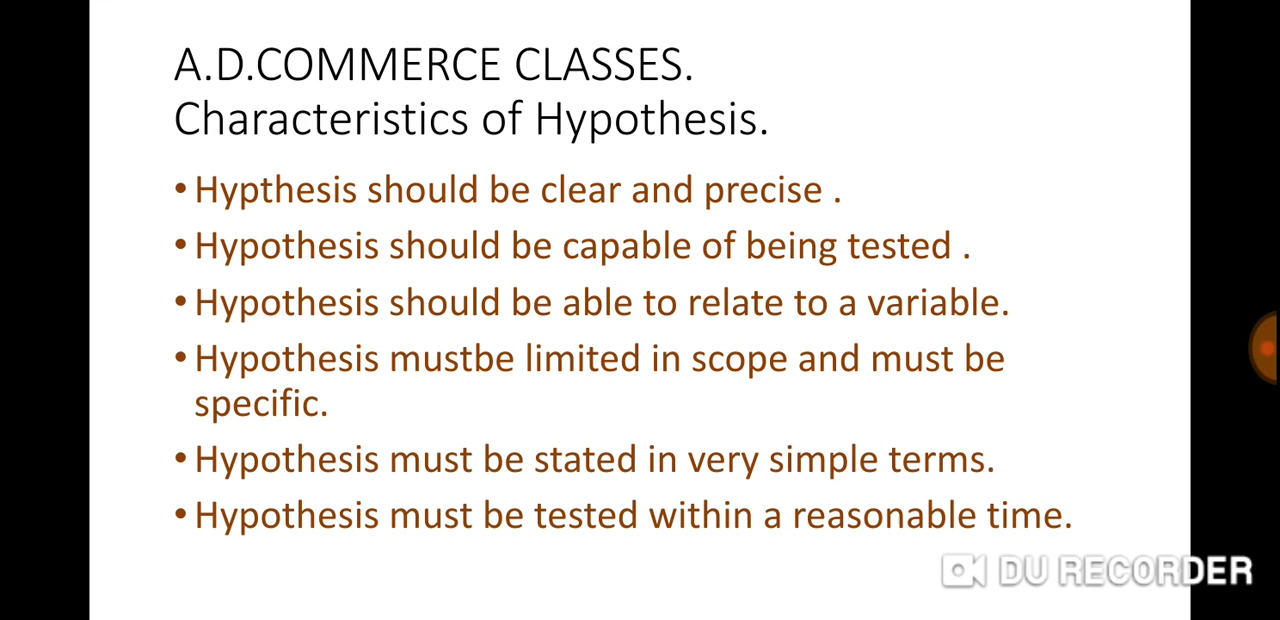 A.D.COMMERCE CLASSES.
Characteristics of Hypothesis.
• Hypthesis should be clear and precise .
• Hypothesis should be capable of being tested .
• Hypothesis should be able to relate to a variable.
• Hypothesis mustbe limited in scope and must be
specific.
• Hypothesis must be stated in very simple terms.
• Hypothesis must be tested within a reasonable time.
DU RECORDER